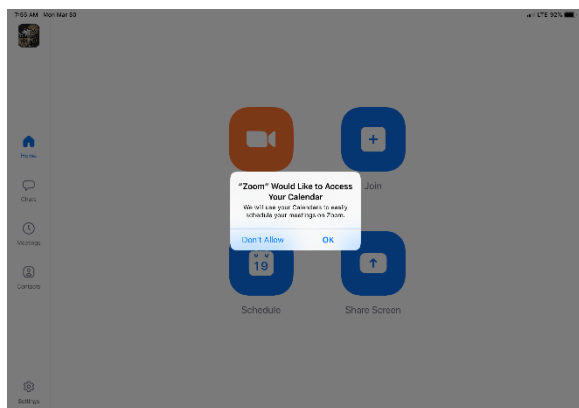 7:55 AM Mon Mar 30
LTE 92%
Home
Chats
Meetings
Contacts
Settings
Join
19
Schedule
Share Screen
"Zoom" Would Like to Access
Your Calendar
We will use your Calendars to easily
schedule your meetings on Zoom.
Don't Allow
OK